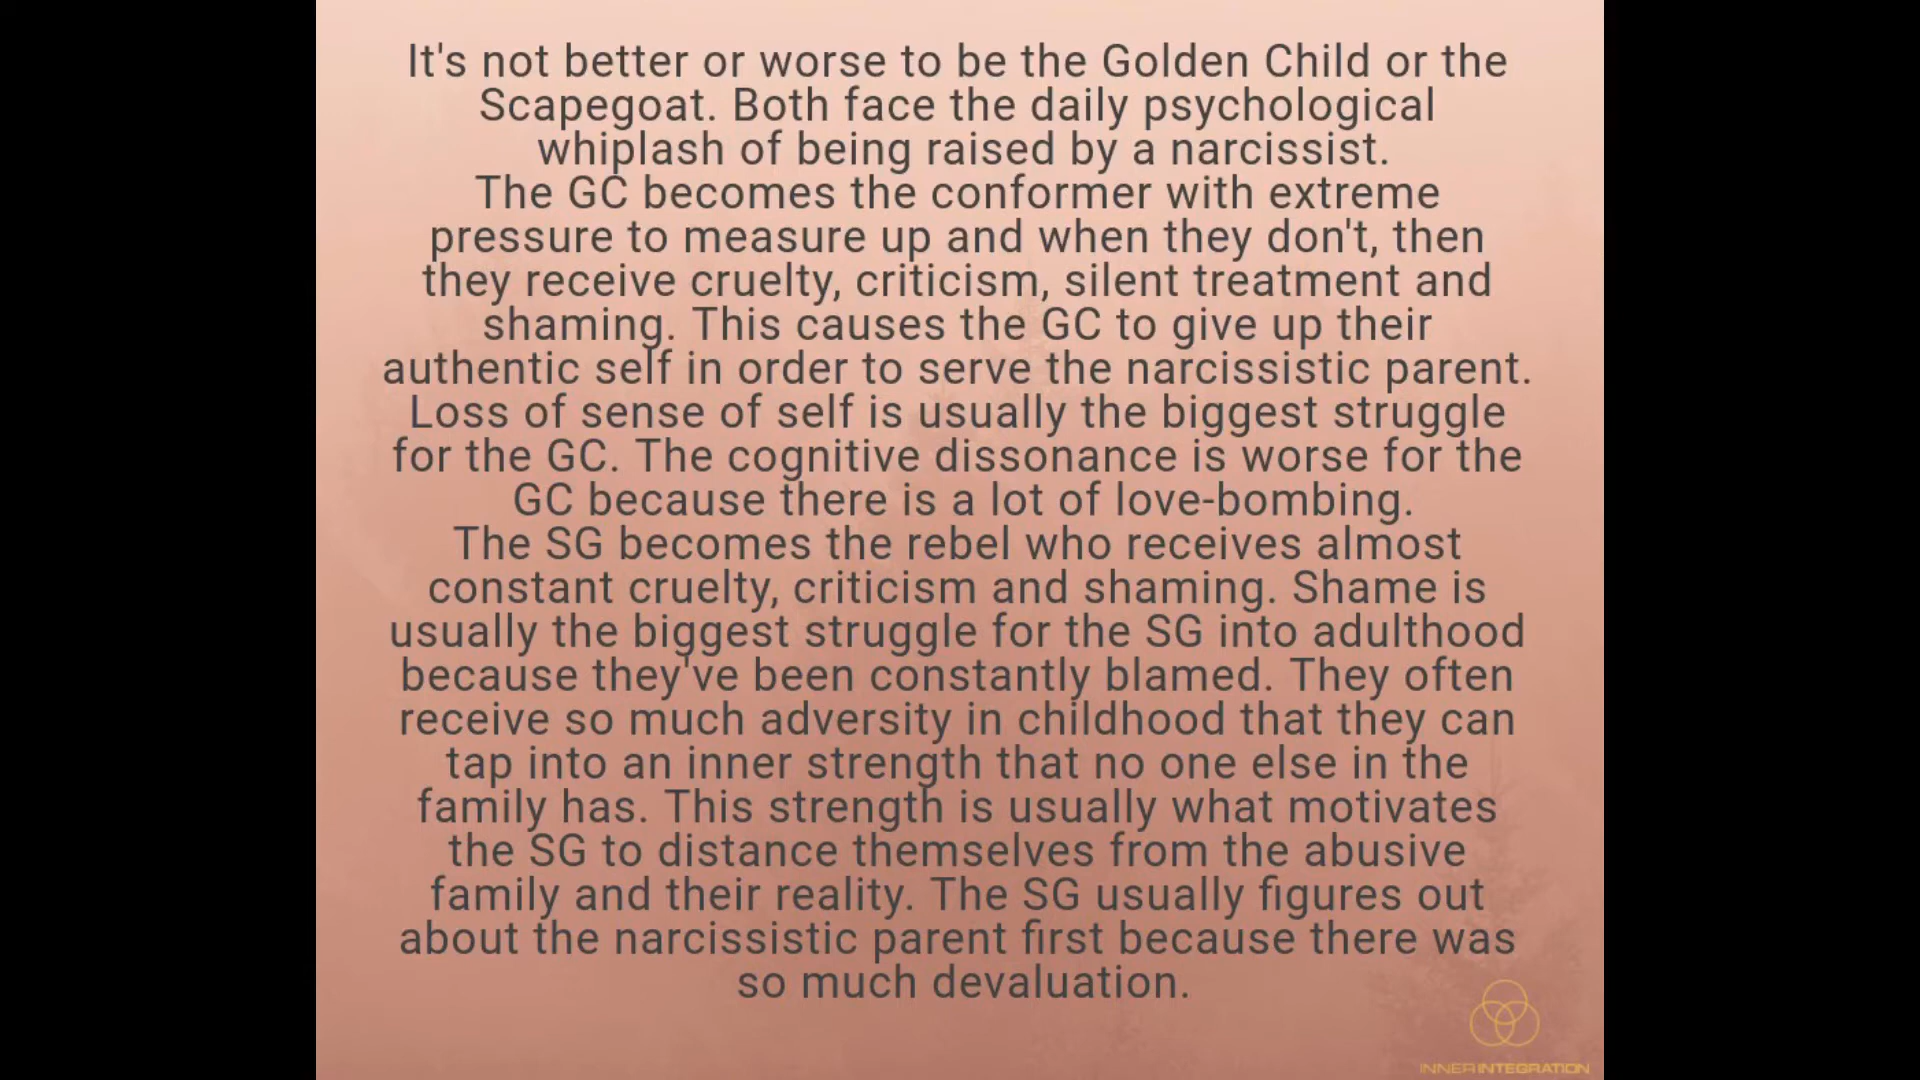 It's not better or worse to be the Golden Child or the
Scapegoat. Both face the daily psychological
whiplash of being raised by a narcissist.
The GC becomes the conformer with extreme
pressure to measure up and when they don't, then
they receive cruelty, criticism, silent treatment and
shaming. This causes the GC to give up their
authentic self in order to serve the narcissistic parent.
Loss of sense of self is usually the biggest struggle
for the GC. The cognitive dissonance is worse for the
GC because there is a lot of love-bombing.
The SG becomes the rebel who receives almost
constant cruelty, criticism and shaming. Shame is
usually the biggest struggle for the SG into adulthood
because they've been constantly blamed. They often
receive so much adversity in childhood that they can
tap into an inner strength that no one else in the
family has. This strength is usually what motivates
the SG to distance themselves from the abusive
family and their reality. The SG usually figures out
about the narcissistic parent first because there was
so much devaluation.
INNER INTEGRATION